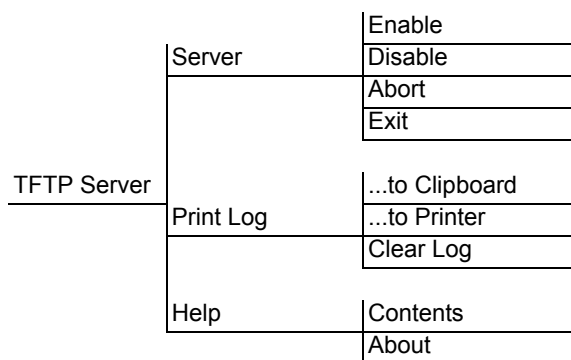 Enable
Server Disable
Abort
Exit
TFTP Server ...to Clipboard
Print Log ...to Printer
Clear Log
Help Contents
About